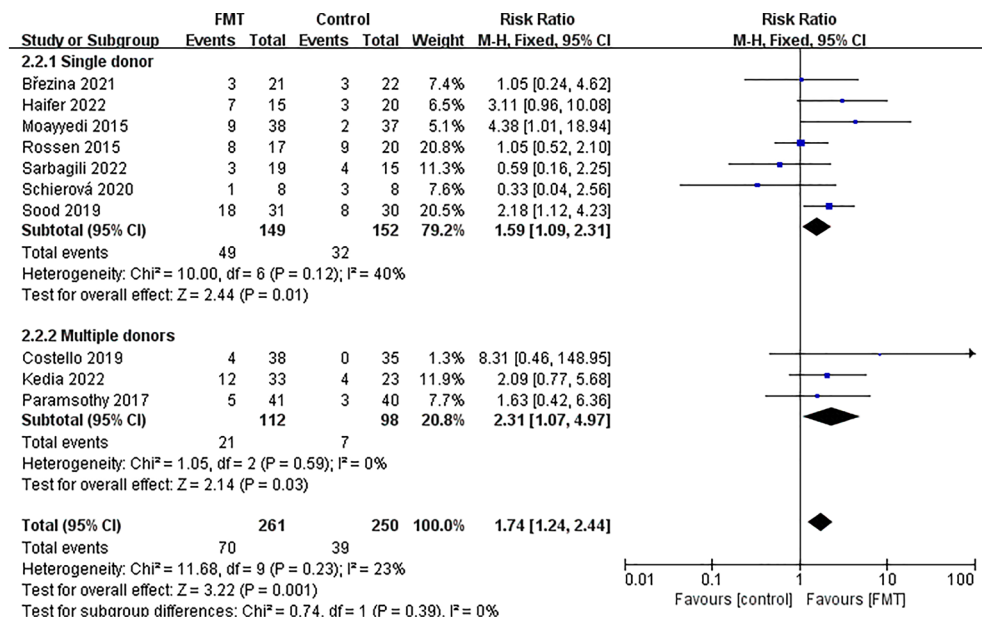 FMT Control Risk Ratio Risk Ratio
Study or Subgroup Events Total Events Total Weight M-H, Fixed, 95% CI M-H, Fixed, 95% CI
2.2.1 Single donor
Březina 2021 3 21 3 22 7.4% 1.05 [0.24, 4.62]
Haifer 2022 7 15 3 20 6.5% 3.11 [0.96, 10.08]
Moayyedi 2015 9 38 2 37 5.1% 4.38 [1.01, 18.94]
Rossen 2015 8 17 9 20 20.8% 1.05 [0.52, 2.10]
Sarbagili 2022 3 19 4 15 11.3% 0.59 [0.16, 2.25]
Schierová 2020 1 8 3 8 7.6% 0.33 [0.04, 2.56]
Sood 2019 18 31 8 30 20.5% 2.18 [1.12, 4.23]
Subtotal (95% CI) 149 152 79.2% 1.59 [1.09, 2.31]
Total events 49 32
Heterogeneity: Chi² = 10.00, df = 6 (P = 0.12); I² = 40%
Test for overall effect: Z = 2.44 (P = 0.01)
2.2.2 Multiple donors
Costello 2019 4 38 0 35 1.3% 8.31 [0.46, 148.95]
Kedia 2022 12 33 4 23 11.9% 2.09 [0.77, 5.68]
Paramsothy 2017 5 41 3 40 7.7% 1.63 [0.42, 6.36]
Subtotal (95% CI) 112 98 20.8% 2.31 [1.07, 4.97]
Total events 21 7
Heterogeneity: Chi² = 1.05, df = 2 (P = 0.59); I² = 0%
Test for overall effect: Z = 2.14 (P = 0.03)
Total (95% CI) 261 250 100.0% 1.74 [1.24, 2.44]
Total events 70 39
Heterogeneity: Chi² = 11.68, df = 9 (P = 0.23); I² = 23%
Test for overall effect: Z = 3.22 (P = 0.001)
Test for subgroup differences: Chi² = 0.74, df = 1 (P = 0.39), I² = 0%
0.01 0.1 1 10 100
Favours [control] Favours [FMT]